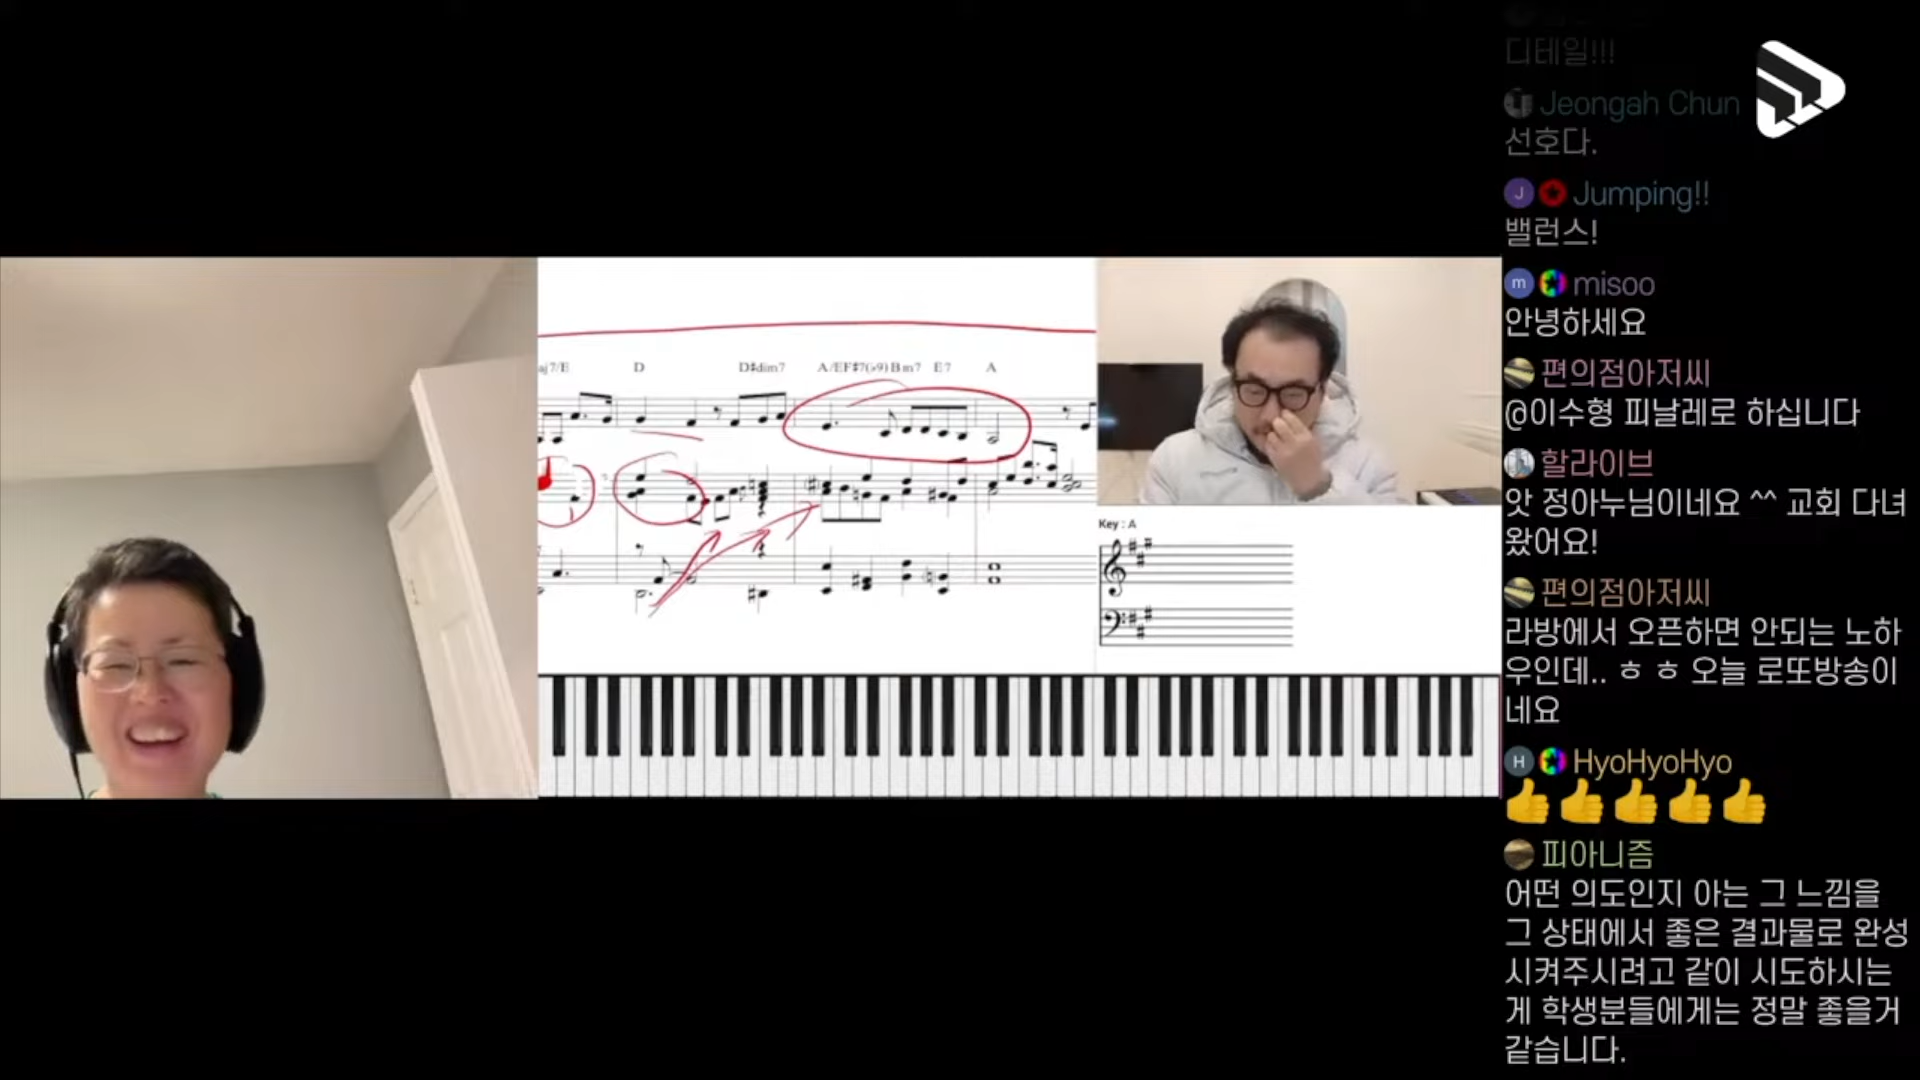 디테일!!!
Jeongah Chun
선호다.
J Jumping!!
밸런스!
m misoo
안녕하세요
편의점아저씨
@이수형 피날레로 하십니다
할라이브
앗 정아누님이네요 ^^ 교회 다녀
왔어요!
편의점아저씨
라방에서 오픈하면 안되는 노하
우인데.. ㅎ ㅎ 오늘 로또방송이
네요
H HyoHyoHyo
👍👍👍👍👍
피아니즘
어떤 의도인지 아는 그 느낌을
그 상태에서 좋은 결과물로 완성
시켜주시려고 같이 시도하시는
게 학생분들에게는 정말 좋을거
같습니다.
aj7/E D D#dim7 A/E F#7(b9) Bm7 E7 A
Key : A